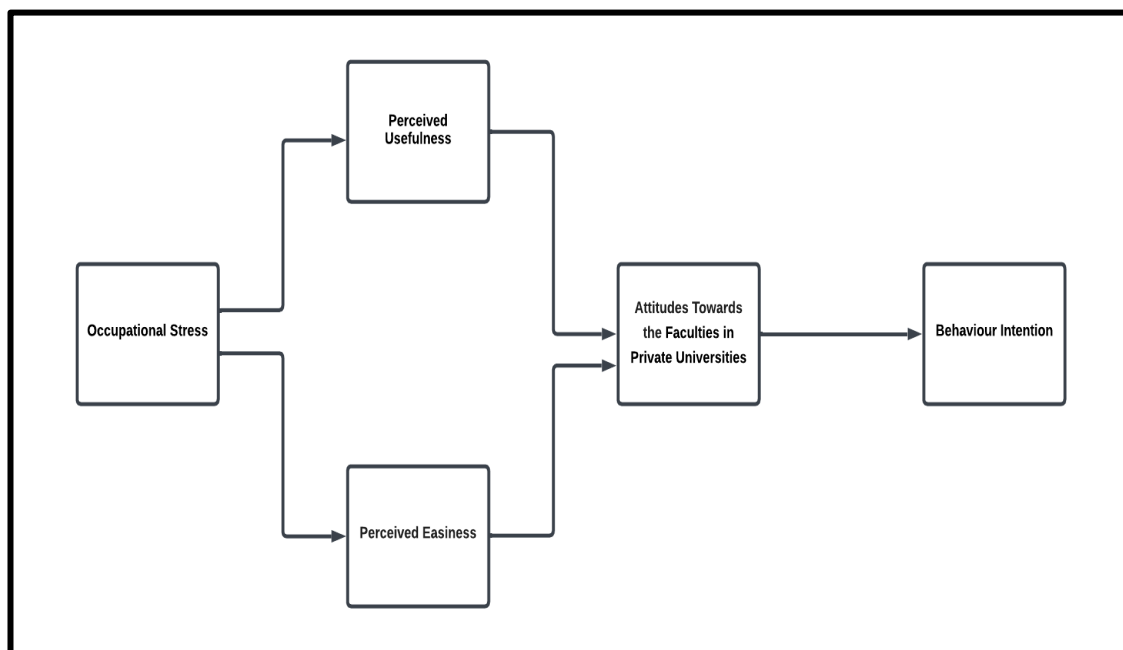 Perceived
Usefulness
Occupational Stress
Attitudes Towards
the Faculties in
Private Universities
Behaviour Intention
Perceived Easiness